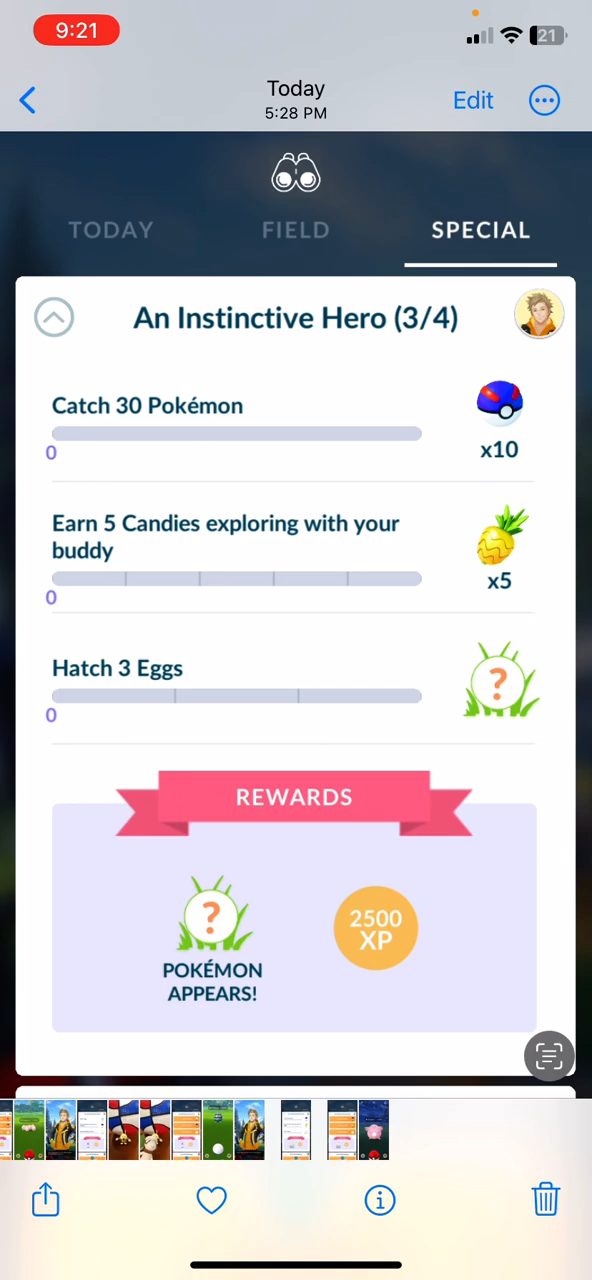 9:21
21
Today
5:28 PM
Edit
TODAY
FIELD
SPECIAL
An Instinctive Hero (3/4)
Catch 30 Pokémon
0
x10
Earn 5 Candies exploring with your
buddy
0
x5
Hatch 3 Eggs
0
?
REWARDS
?
POKÉMON
APPEARS!
2500
XP